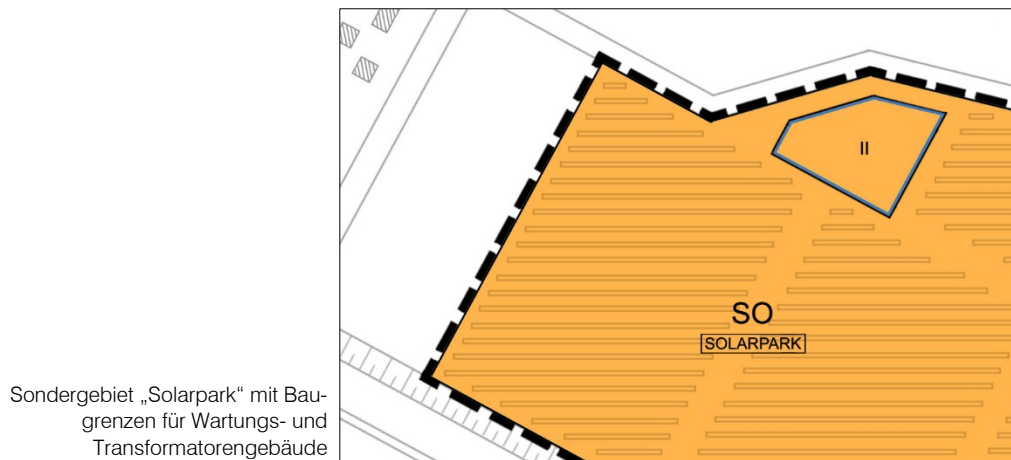 II
SO
SOLARPARK
Sondergebiet „Solarpark“ mit Bau-
grenzen für Wartungs- und
Transformatorengebäude